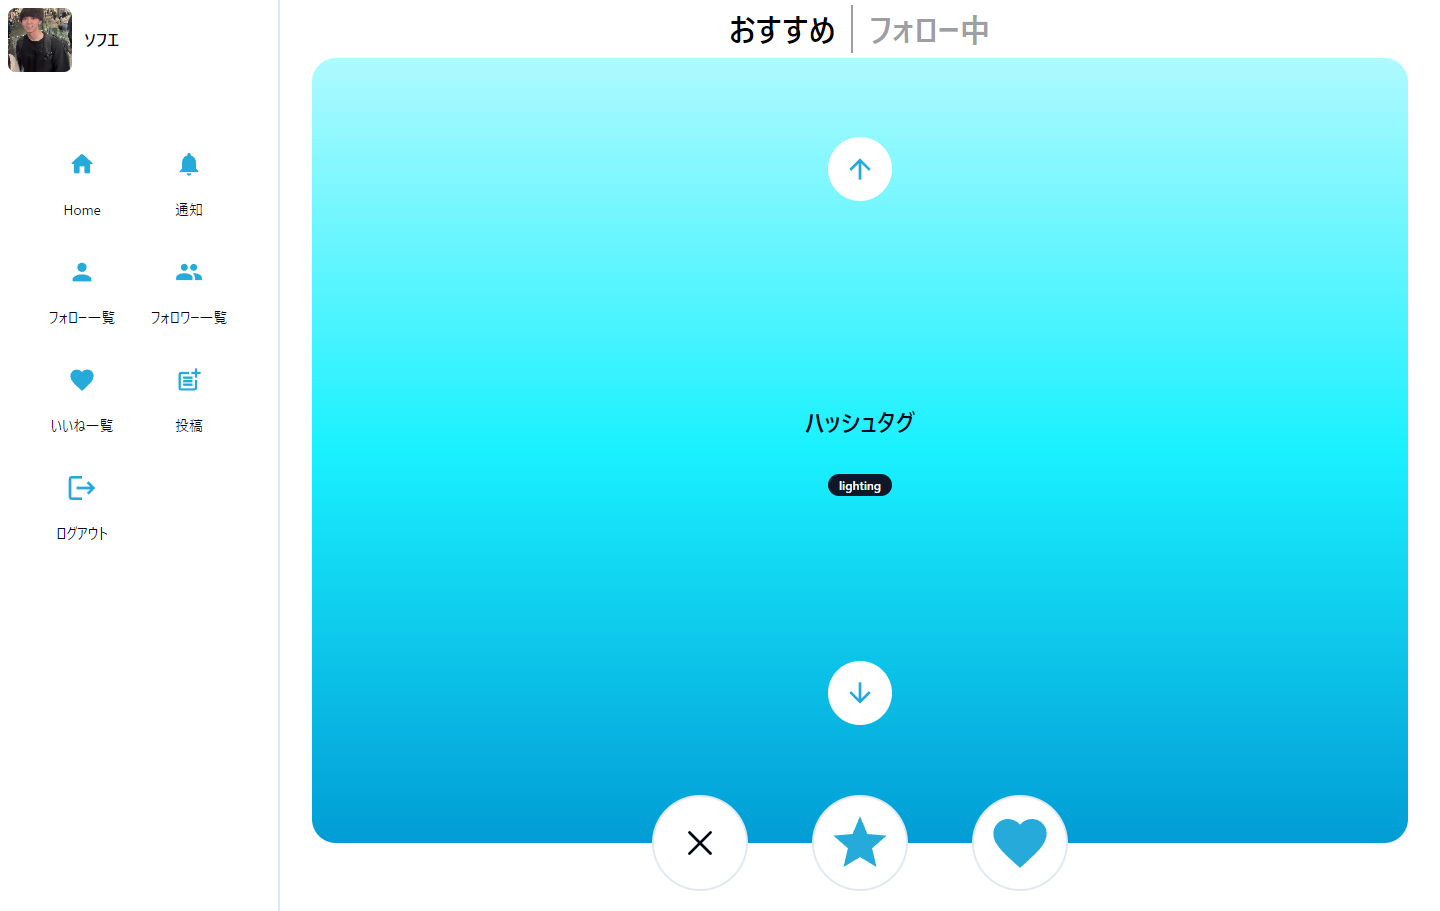 ソフエ
Home
通知
フォロー一覧
フォロワー一覧
いいね一覧
投稿
ログアウト
おすすめ
フォロー中
ハッシュタグ
lighting